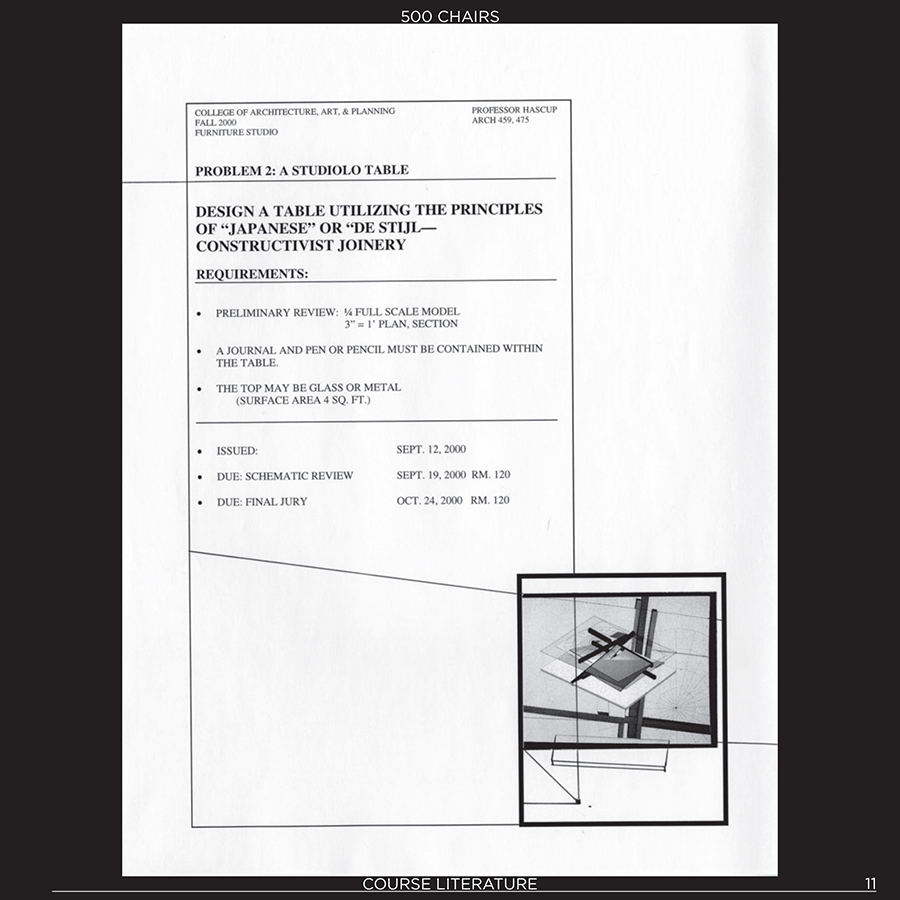 500 CHAIRS
COLLEGE OF ARCHITECTURE, ART, & PLANNING
FALL 2000
FURNITURE STUDIO
PROFESSOR HASCUP
ARCH 459, 475
PROBLEM 2: A STUDIOLO TABLE
DESIGN A TABLE UTILIZING THE PRINCIPLES
OF “JAPANESE” OR “DE STIJL—
CONSTRUCTIVIST JOINERY
REQUIREMENTS:
• PRELIMINARY REVIEW: ¼ FULL SCALE MODEL
3” = 1’ PLAN, SECTION
• A JOURNAL AND PEN OR PENCIL MUST BE CONTAINED WITHIN
THE TABLE.
• THE TOP MAY BE GLASS OR METAL
(SURFACE AREA 4 SQ. FT.)
• ISSUED: SEPT. 12, 2000
• DUE: SCHEMATIC REVIEW SEPT. 19, 2000 RM. 120
• DUE: FINAL JURY OCT. 24, 2000 RM. 120
COURSE LITERATURE
11